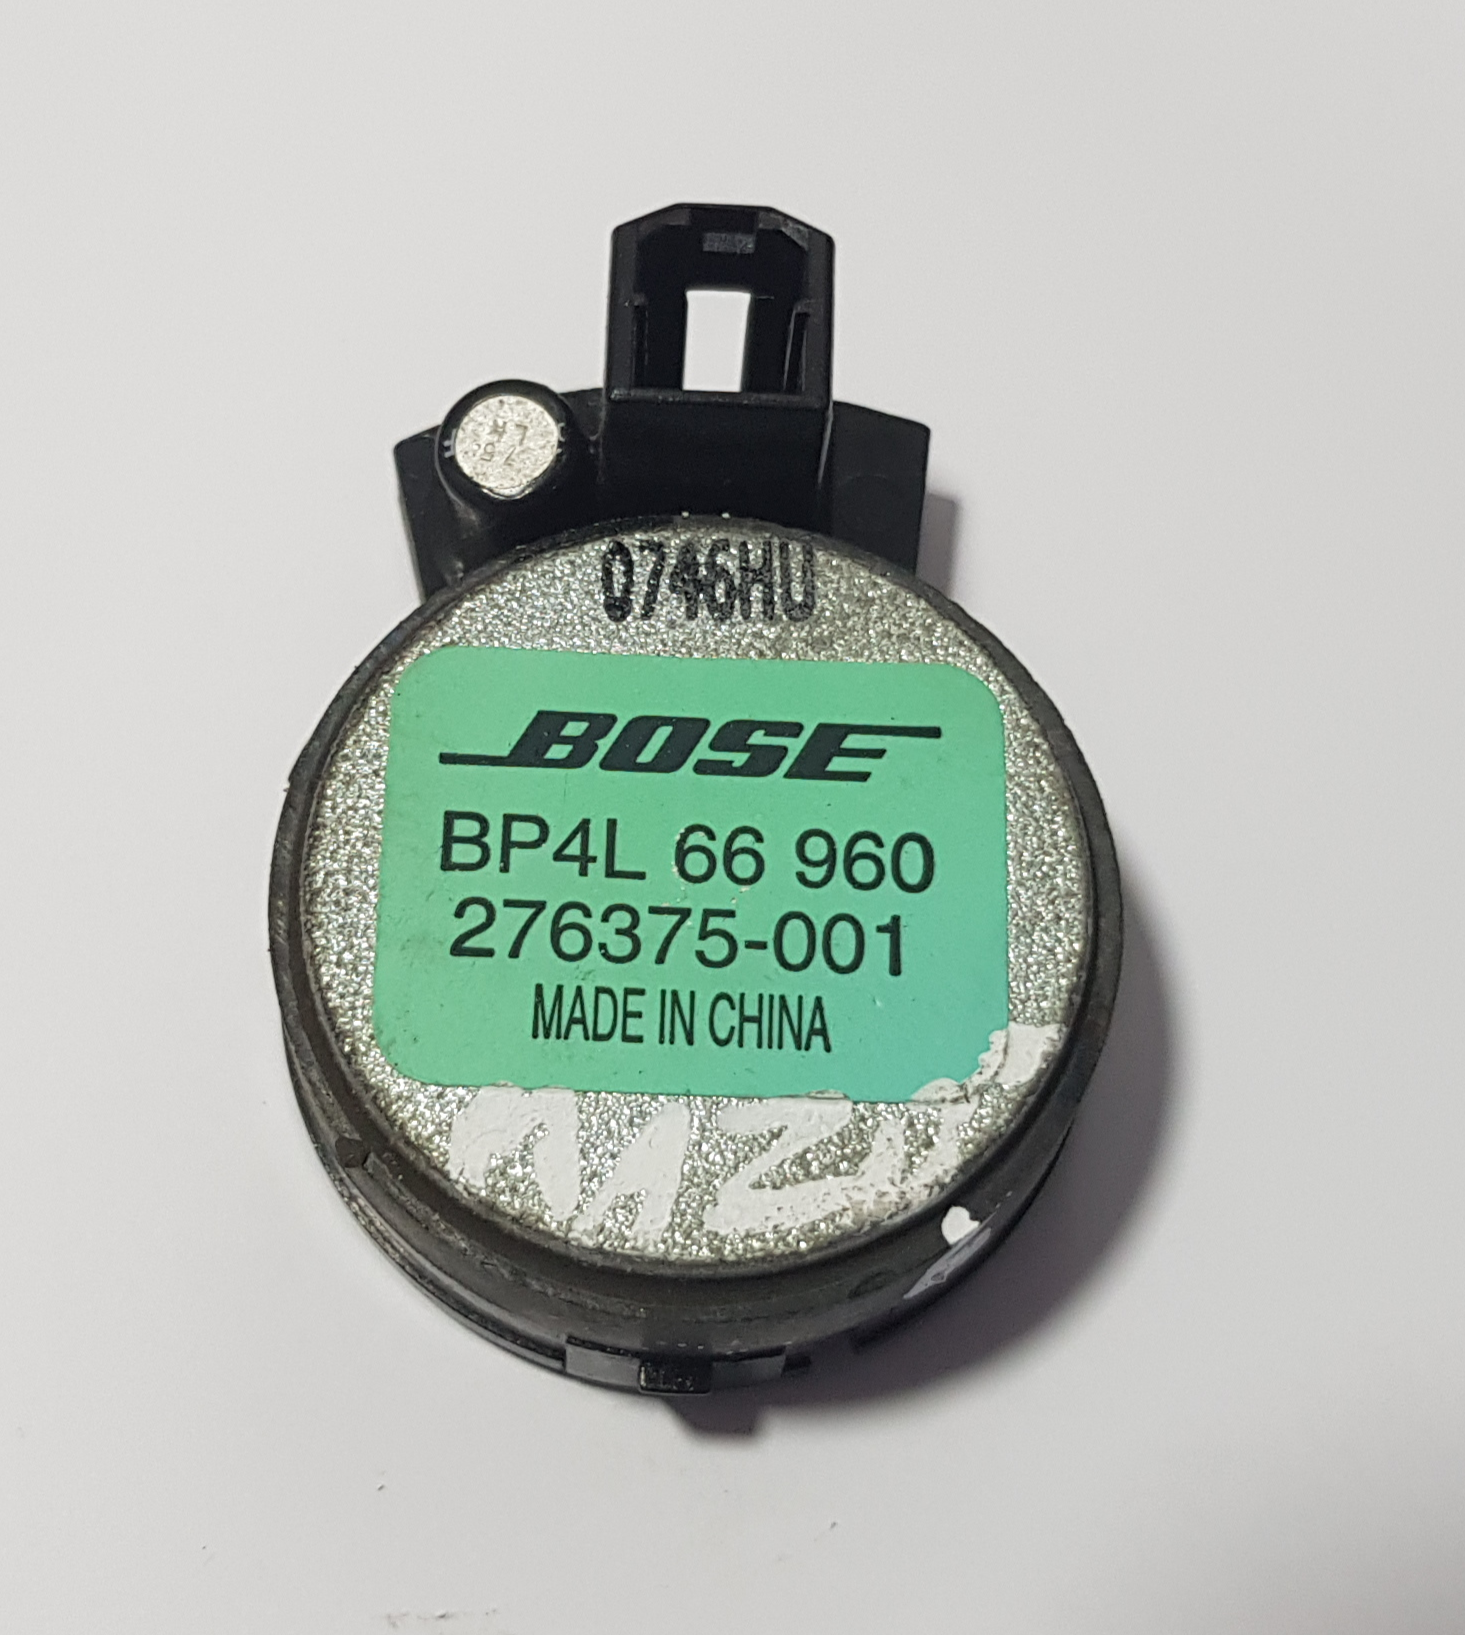 0746HU
BOSE
BP4L 66 960
276375-001
MADE IN CHINA